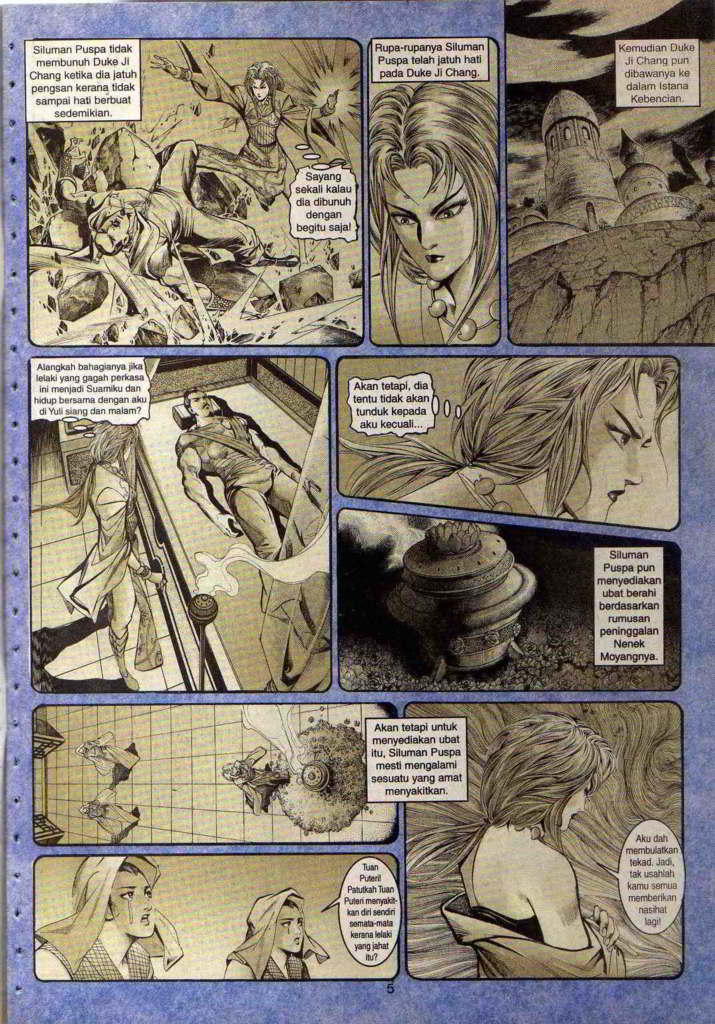 Siluman Puspa tidak
membunuh Duke Ji
Chang ketika dia jatuh
pengsan kerana tidak
sampai hati berbuat
sedemikian.
Sayang
sekali kalau
dia dibunuh
dengan
begitu saja!
Rupa-rupanya Siluman
Puspa telah jatuh hati
pada Duke Ji Chang.
Kemudian Duke
Ji Chang pun
dibawanya ke
dalam Istana
Kebencian.
Alangkah bahagianya jika
lelaki yang gagah perkasa
ini menjadi Suamiku dan
hidup bersama dengan aku
di Yuli siang dan malam?
Akan tetapi, dia
tentu tidak akan
tunduk kepada
aku kecuali...
Siluman
Puspa pun
menyediakan
ubat berahi
berdasarkan
rumusan
peninggalan
Nenek
Moyangnya.
Akan tetapi untuk
menyediakan ubat
itu, Siluman Puspa
mesti mengalami
sesuatu yang amat
menyakitkan.
Tuan
Puteri!
Patutkah Tuan
Puteri menyakit-
kan diri sendiri
semata-mata
kerana lelaki
yang jahat
itu?
Aku dah
membulatkan
tekad. Jadi,
tak usahlah
kamu semua
memberikan
nasihat
lagi!
5